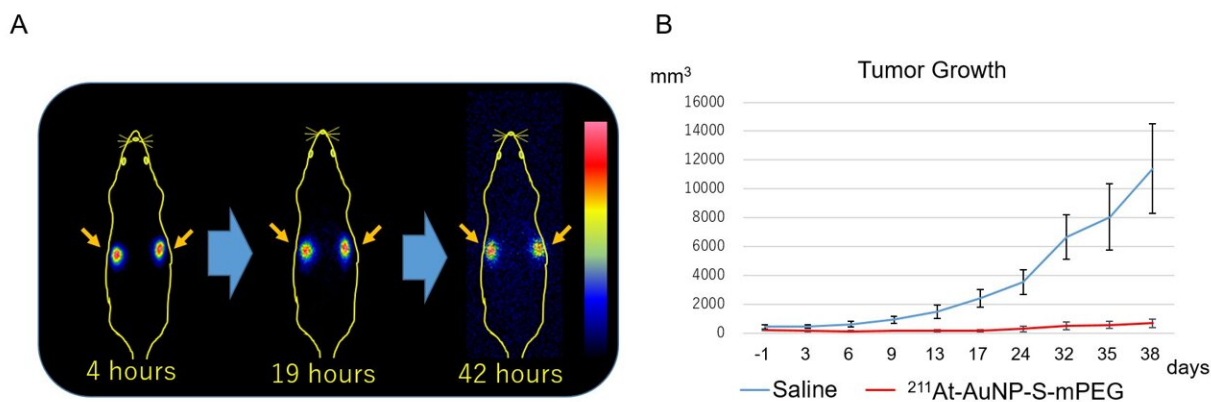 A
4 hours
19 hours
42 hours
B
Tumor Growth
mm³
16000
14000
12000
10000
8000
6000
4000
2000
0
-1 3 6 9 13 17 24 32 35 38
days
Saline
²¹¹At-AuNP-S-mPEG